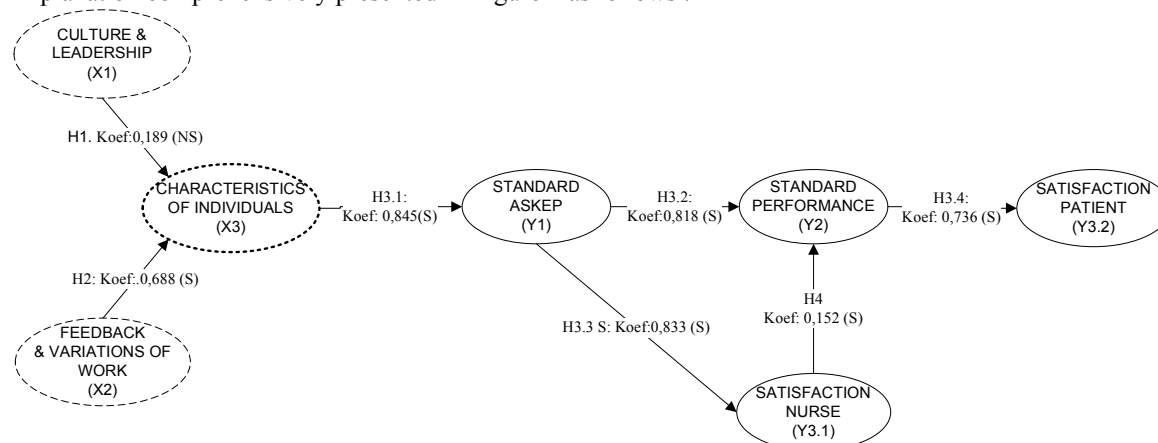 CULTURE &
LEADERSHIP
(X1)
H1. Koef:0,189 (NS)
CHARACTERISTICS
OF INDIVIDUALS
(X3)
H2: Koef:.0,688 (S)
FEEDBACK
& VARIATIONS OF
WORK
(X2)
H3.1:
Koef: 0,845(S)
STANDARD
ASKEP
(Y1)
H3.2:
Koef:0,818 (S)
STANDARD
PERFORMANCE
(Y2)
H3.4:
Koef: 0,736 (S)
SATISFACTION
PATIENT
(Y3.2)
H3.3 S: Koef:0,833 (S)
H4
Koef: 0,152 (S)
SATISFACTION
NURSE
(Y3.1)